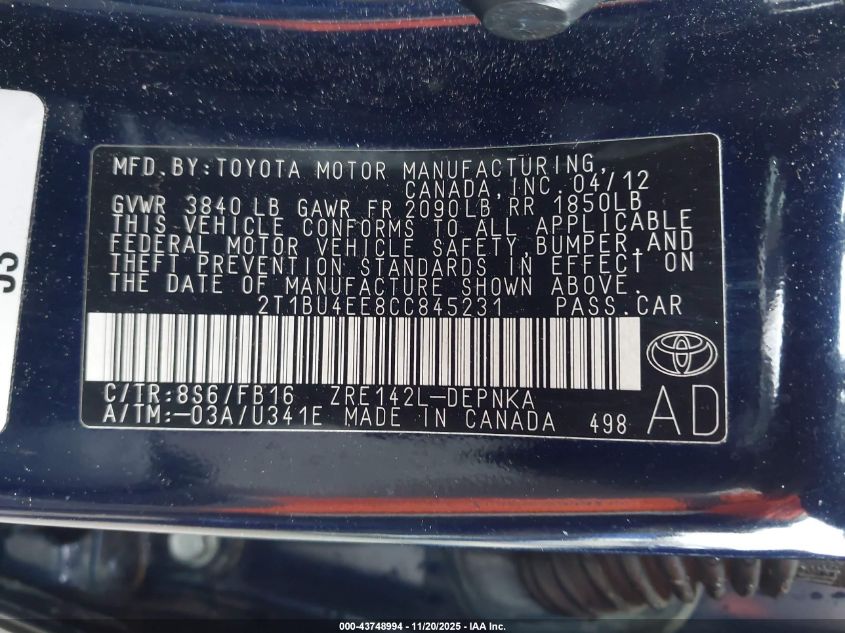 MFD.BY:TOYOTA MOTOR MANUFACTURING,
CANADA,INC. 04/12
GVWR 3840 LB GAWR FR 2090LB RR 1850LB
THIS VEHICLE CONFORMS TO ALL APPLICABLE
FEDERAL MOTOR VEHICLE SAFETY,BUMPER,AND
THEFT PREVENTION STANDARDS IN EFFECT ON
THE DATE OF MANUFACTURE SHOWN ABOVE.
2T1BU4EE8CC845231 PASS.CAR
C/TR:8S6/FB16 ZRE142L-DEPNKA
A/TM:-03A/U341E MADE IN CANADA 498
AD
000-43748994 - 11/20/2025 - IAA Inc.